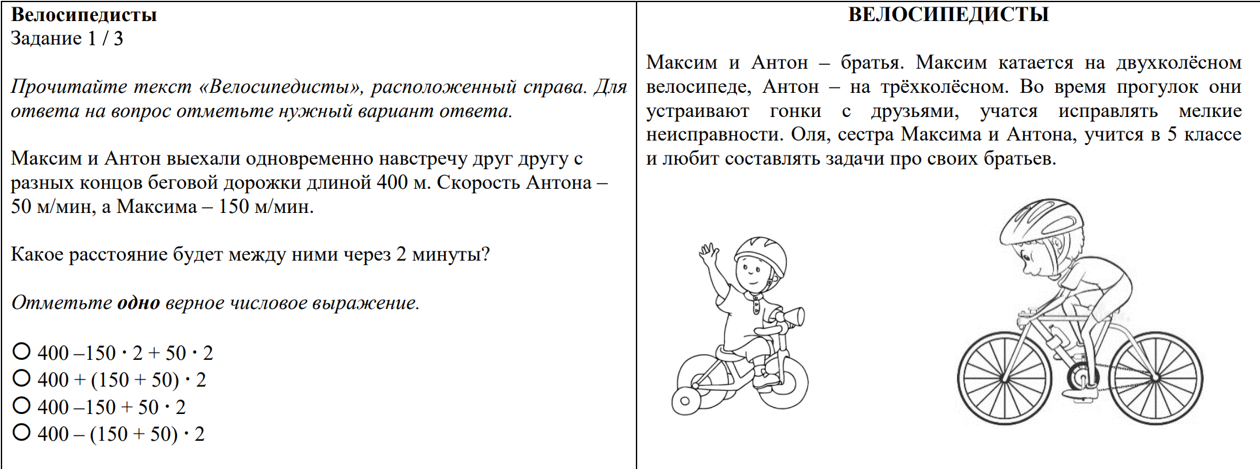 Велосипедисты
Задание 1 / 3
Прочитайте текст «Велосипедисты», расположенный справа. Для
ответа на вопрос отметьте нужный вариант ответа.
Максим и Антон выехали одновременно навстречу друг другу с
разных концов беговой дорожки длиной 400 м. Скорость Антона –
50 м/мин, а Максима – 150 м/мин.
Какое расстояние будет между ними через 2 минуты?
Отметьте одно верное числовое выражение.
400 –150 · 2 + 50 · 2
400 + (150 + 50) · 2
400 –150 + 50 · 2
400 – (150 + 50) · 2
ВЕЛОСИПЕДИСТЫ
Максим и Антон – братья. Максим катается на двухколёсном
велосипеде, Антон – на трёхколёсном. Во время прогулок они
устраивают гонки с друзьями, учатся исправлять мелкие
неисправности. Оля, сестра Максима и Антона, учится в 5 классе
и любит составлять задачи про своих братьев.